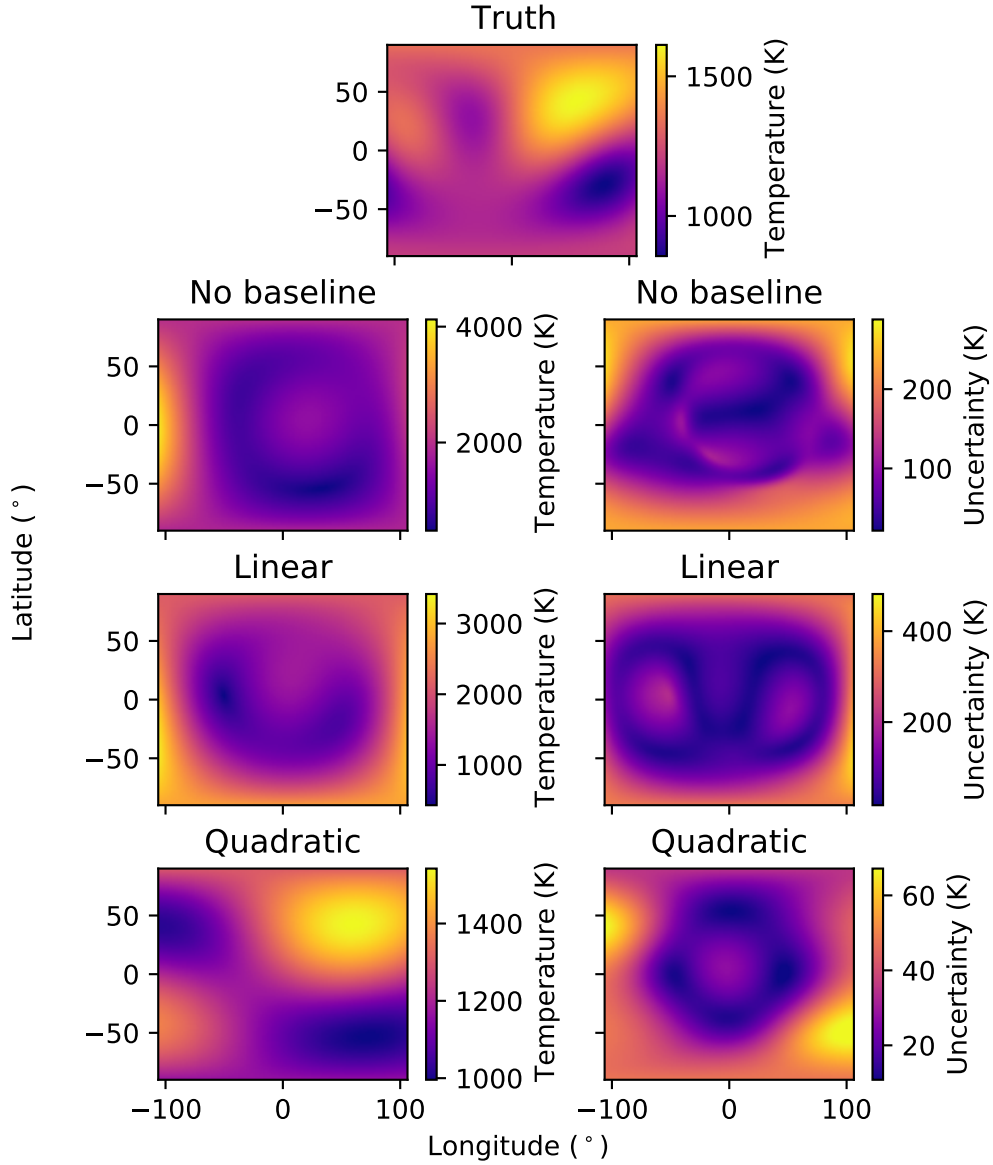 Truth
50
0
−50
1500
1000
Temperature (K)
No baseline
50
0
−50
4000
2000
Temperature (K)
No baseline
200
100
Uncertainty (K)
Linear
50
0
−50
3000
2000
1000
Temperature (K)
Linear
400
200
Uncertainty (K)
Quadratic
50
0
−50
−100
0
100
1400
1200
1000
Temperature (K)
Quadratic
−100
0
100
60
40
20
Uncertainty (K)
Latitude (°)
Longitude (°)